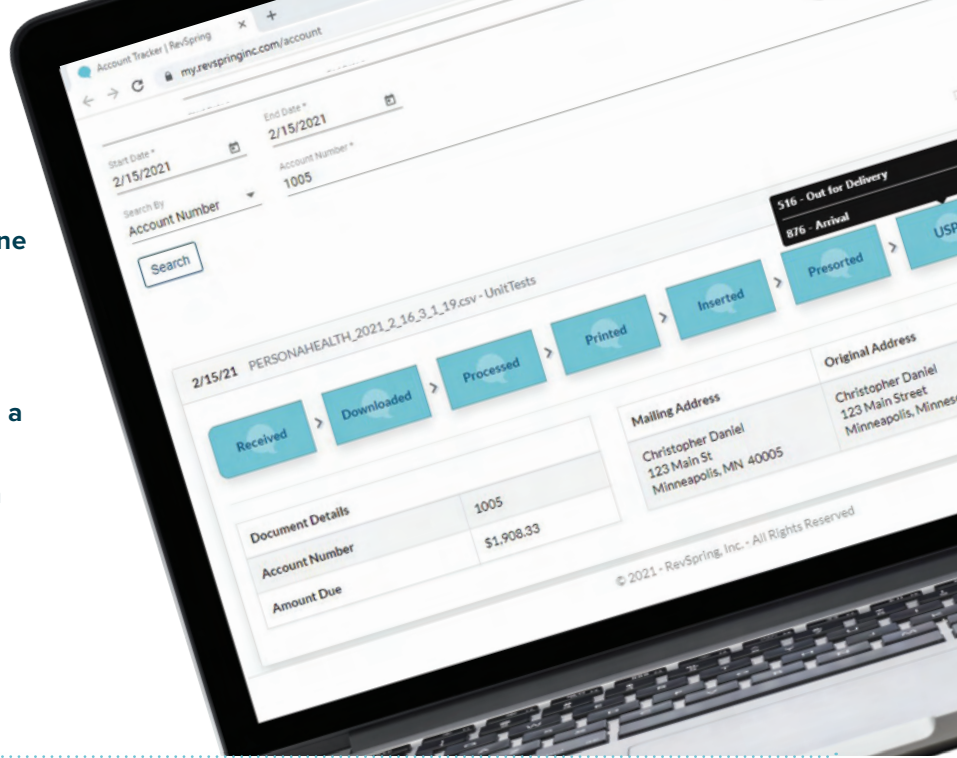 Account Tracker | RevSpring
my.revspringinc.com/account
Start Date *
2/15/2021
End Date *
2/15/2021
Search By
Account Number
Account Number *
1005
Search
516 - Out for Delivery
876 - Arrival
2/15/21 PERSONAHEALTH_2021_2_16_3_1_19.csv - UnitTests
Received
Downloaded
Processed
Printed
Inserted
Presorted
USP
Document Details
Account Number
1005
Amount Due
$1,908.33
Mailing Address
Christopher Daniel
123 Main St
Minneapolis, MN 40005
Original Address
Christopher Daniel
123 Main Street
Minneapolis, Minnes
© 2021 - RevSpring, Inc. - All Rights Reserved
ne
a